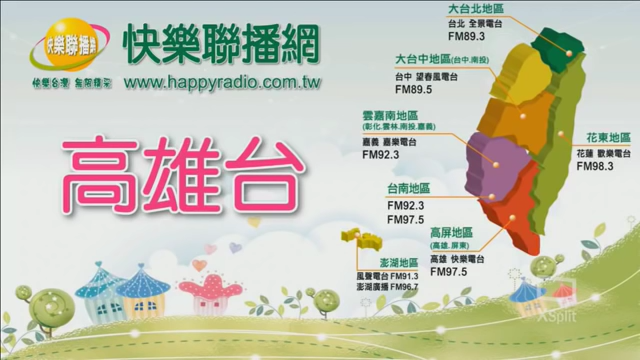 快樂聯播網
快樂台灣 無限精采
快樂聯播網
www.happyradio.com.tw
高雄台
大台北地區
台北 全景電台
FM89.3
大台中地區(台中.南投)
台中 望春風電台
FM89.5
雲嘉南地區
(彰化.雲林.南投.嘉義)
嘉義 嘉樂電台
FM92.3
花東地區
花蓮 歡樂電台
FM98.3
台南地區
FM92.3
FM97.5
高屏地區
(高雄.屏東)
高雄 快樂電台
FM97.5
澎湖地區
風聲電台 FM91.3
澎湖廣播 FM96.7
XSplit